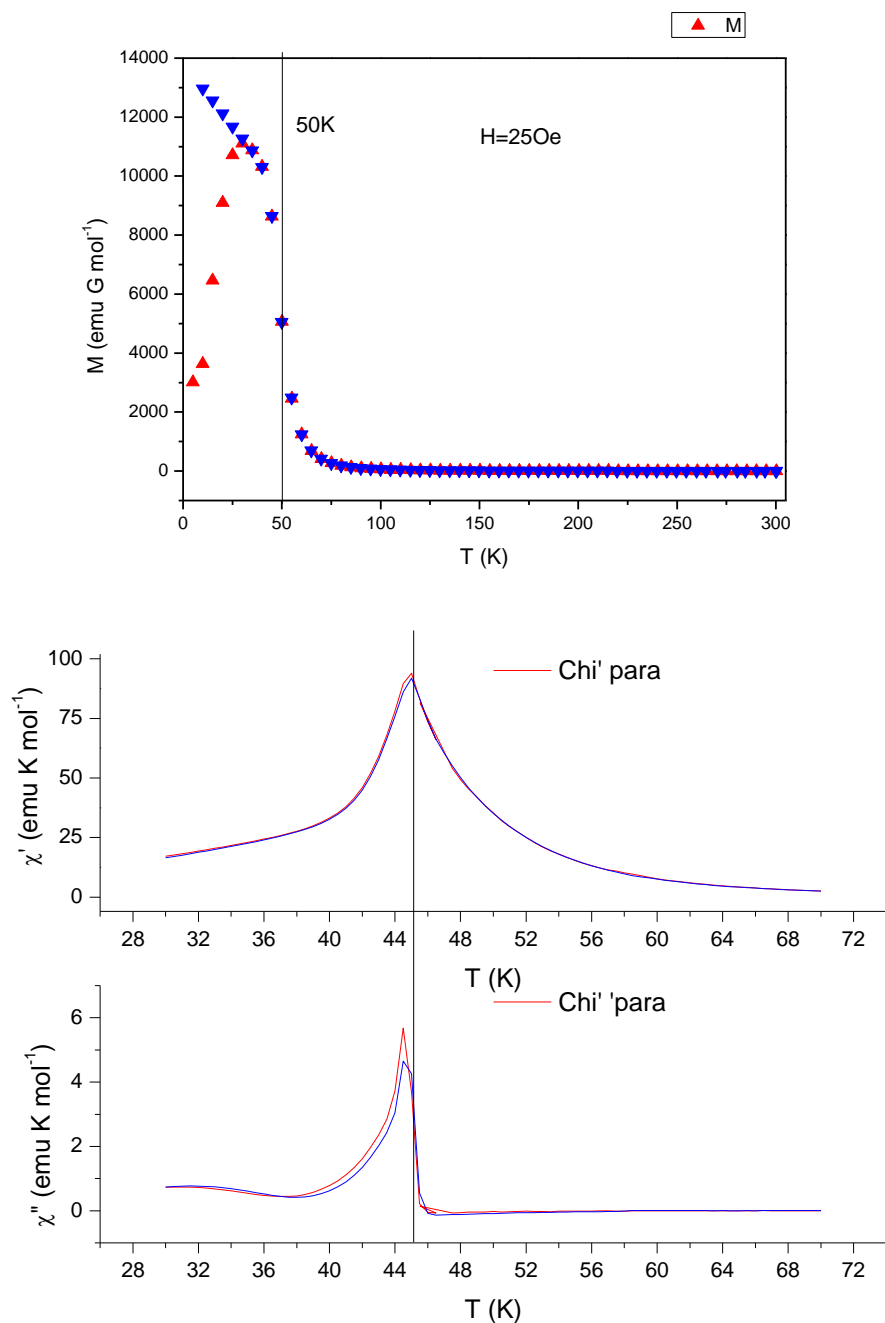 M
14000
12000
10000
8000
6000
4000
2000
0
M (emu G mol⁻¹)
50K
H=25Oe
0 50 100 150 200 250 300
T (K)
100
75
50
25
0
χ' (emu K mol⁻¹)
Chi' para
28 32 36 40 44 48 52 56 60 64 68 72
T (K)
6
4
2
0
χ" (emu K mol⁻¹)
Chi' 'para
28 32 36 40 44 48 52 56 60 64 68 72
T (K)